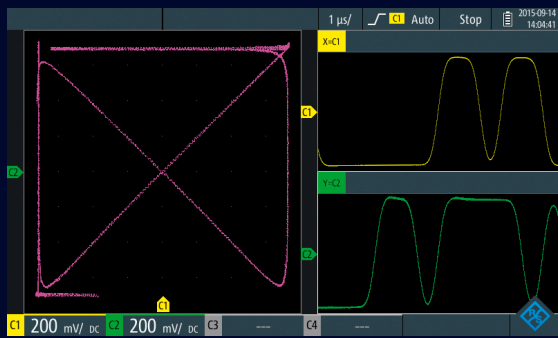 1 µs/ C1 Auto Stop 2015-09-14
14:04:41
X=C1
C1
C2
Y=C2
C2
C1
C1 200 mV/ DC C2 200 mV/ DC C3 --- C4 ---
R&S